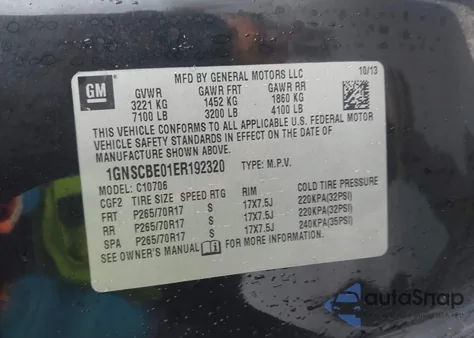 MFD BY GENERAL MOTORS LLC 10/13
GM GVWR GAWR FRT GAWR RR
3221 KG 1452 KG 1860 KG
7100 LB 3200 LB 4100 LB
THIS VEHICLE CONFORMS TO ALL APPLICABLE U.S. FEDERAL MOTOR
VEHICLE SAFETY STANDARDS IN EFFECT ON THE DATE OF
MANUFACTURE SHOWN ABOVE.
1GNSCBE01ER192320 TYPE: M.P.V.
MODEL: C10706
CGF2 TIRE SIZE SPEED RTG RIM COLD TIRE PRESSURE
FRT P265/70R17 S 17X7.5J 220KPA(32PSI)
RR P265/70R17 S 17X7.5J 220KPA(32PSI)
SPA P265/70R17 S 17X7.5J 240KPA(35PSI)
SEE OWNER'S MANUAL FOR MORE INFORMATION.
autoSnap